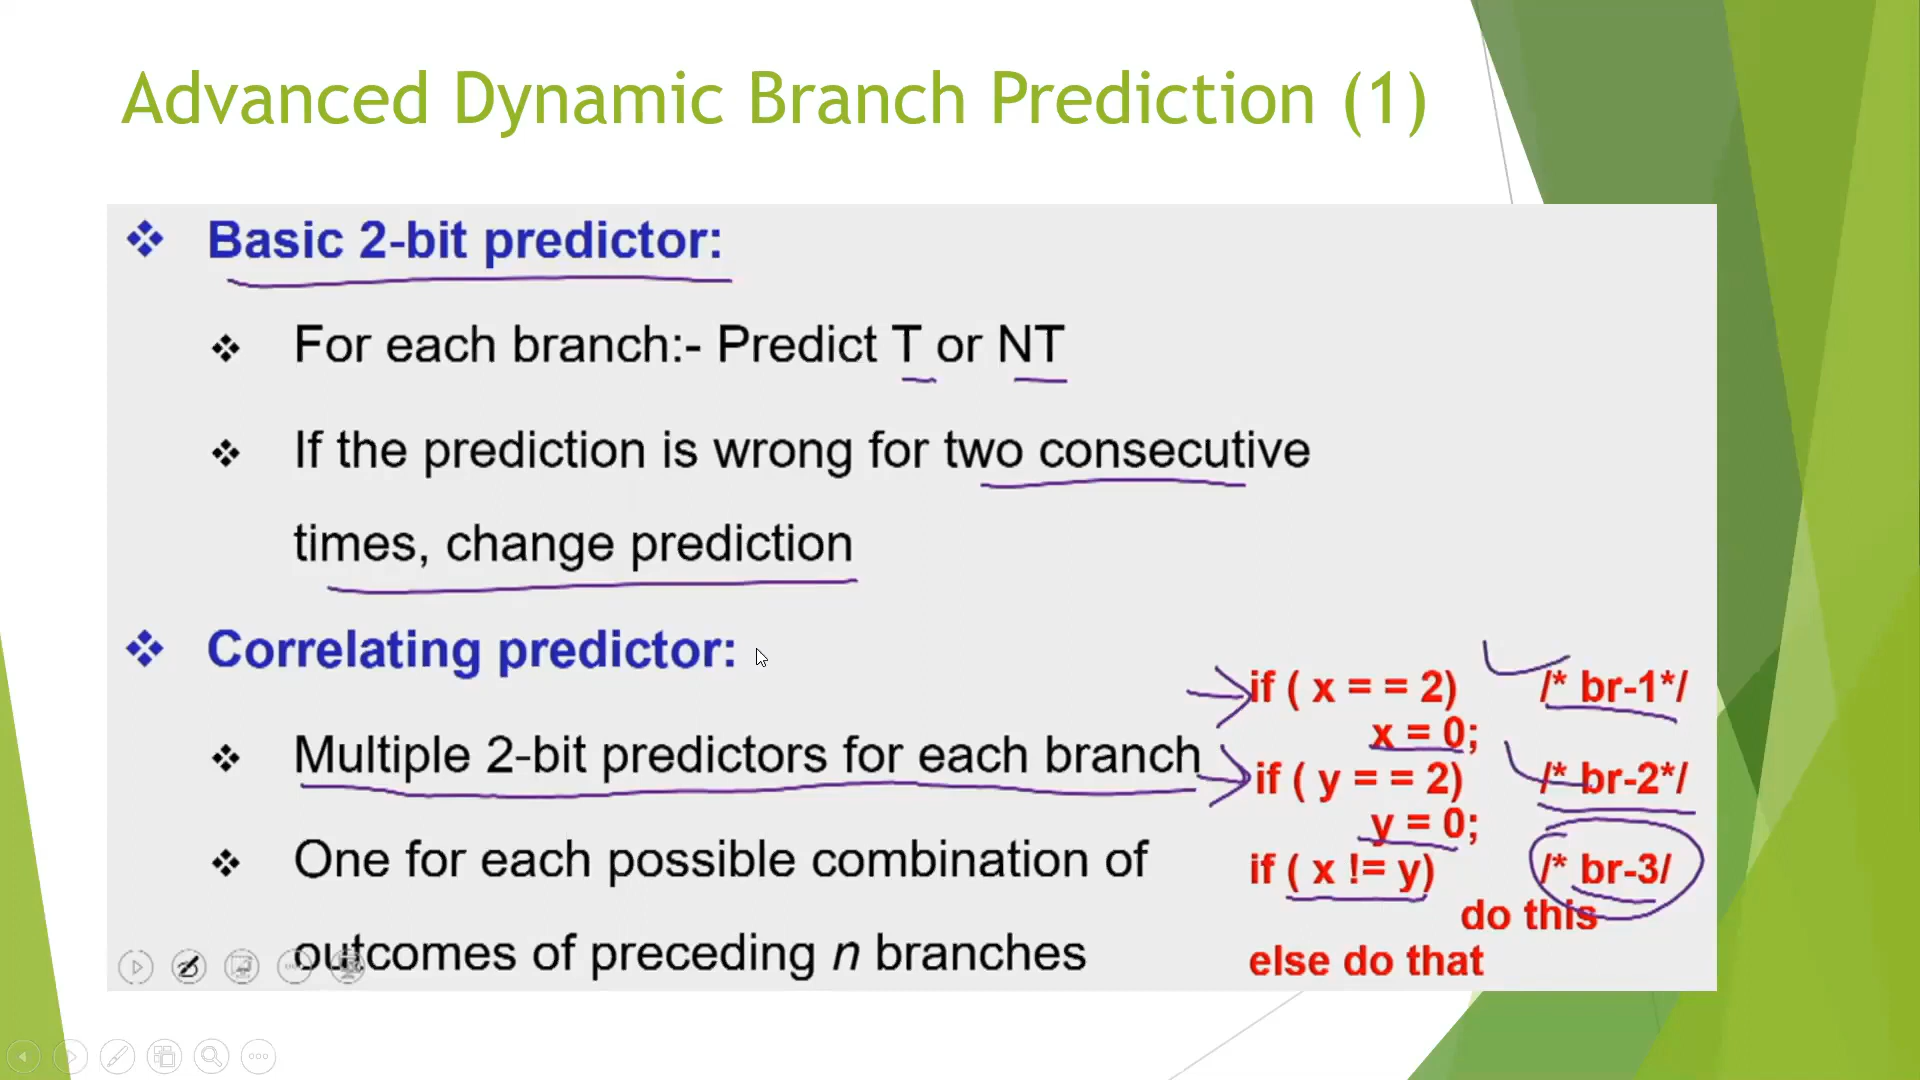 Advanced Dynamic Branch Prediction (1)
Basic 2-bit predictor:
For each branch:- Predict T or NT
If the prediction is wrong for two consecutive
times, change prediction
Correlating predictor:
Multiple 2-bit predictors for each branch
One for each possible combination of
outcomes of preceding n branches
if ( x = = 2) /* br-1*/
x = 0;
if ( y = = 2) /* br-2*/
y = 0;
if ( x != y) /* br-3/
do this
else do that